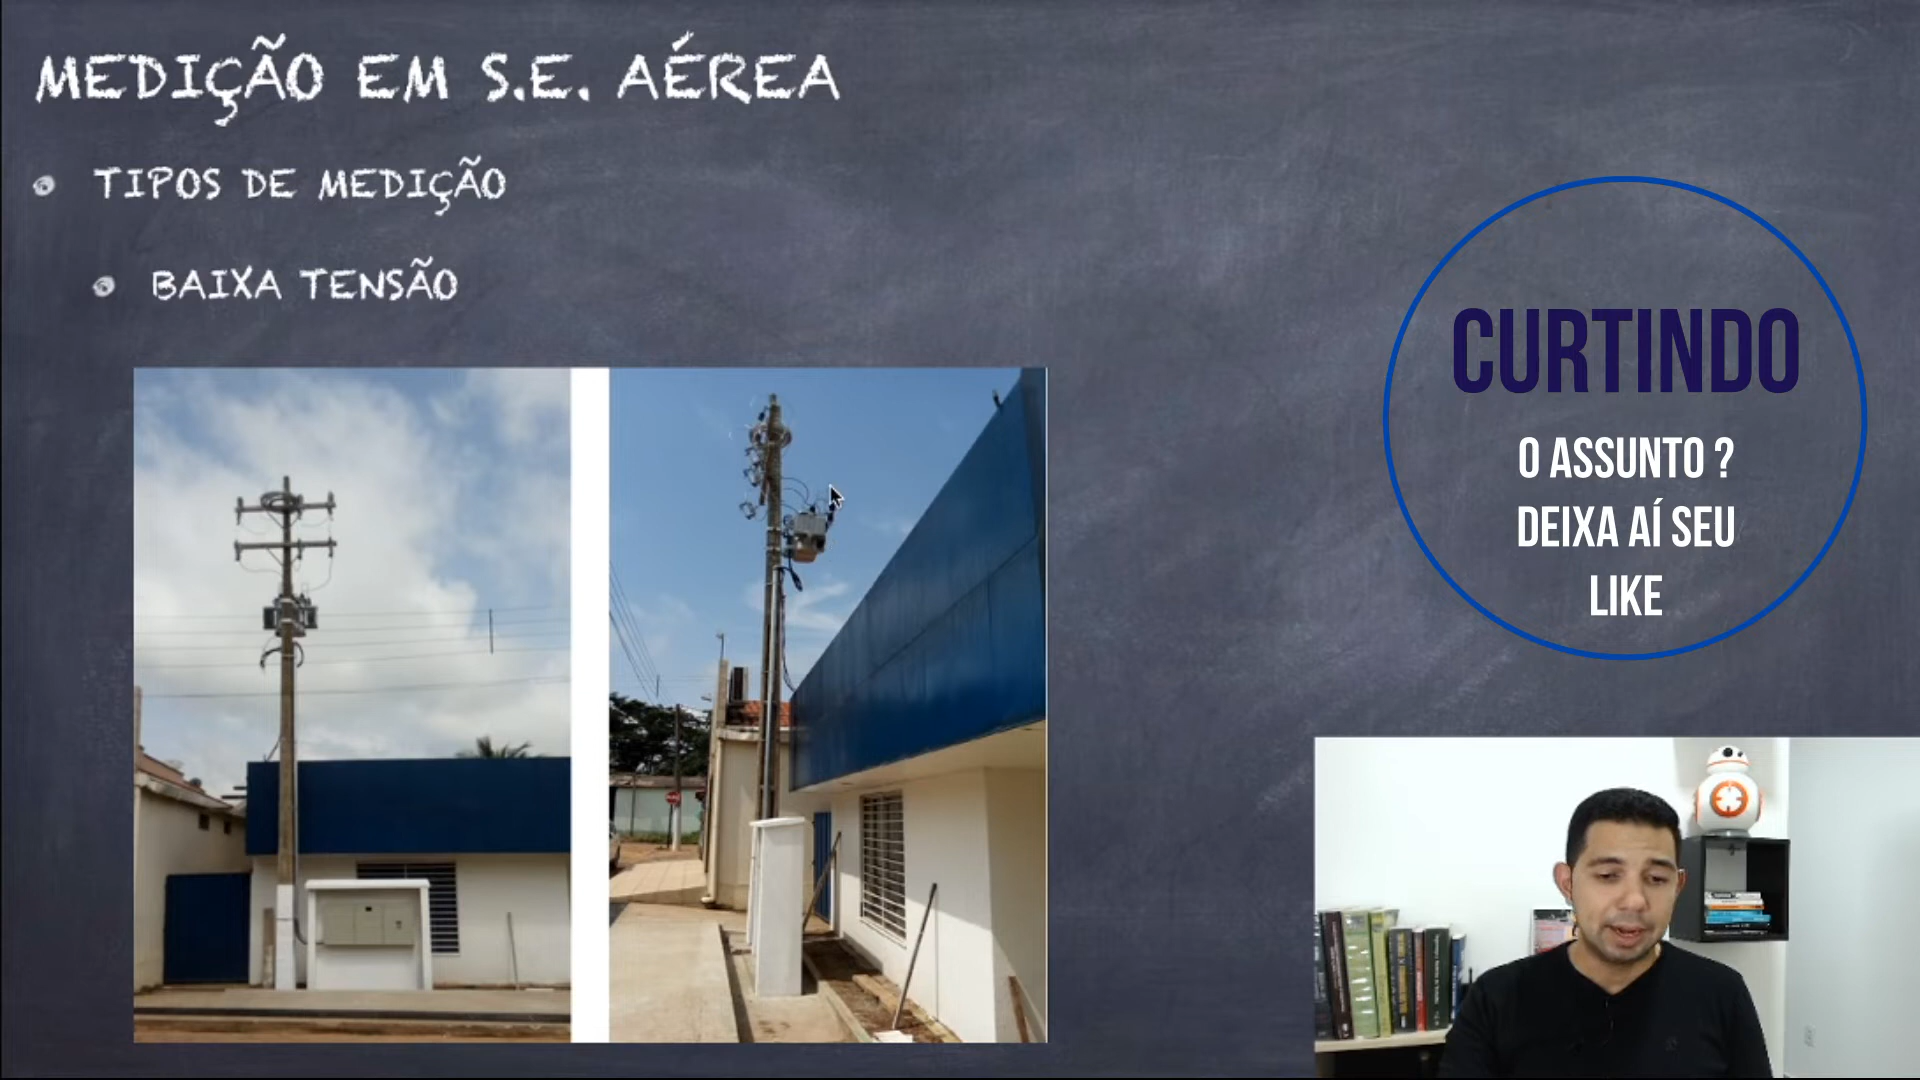 MEDIÇÃO EM S.E. AÉREA
TIPOS DE MEDIÇÃO
BAIXA TENSÃO
CURTINDO
O ASSUNTO ?
DEIXA AÍ SEU
LIKE